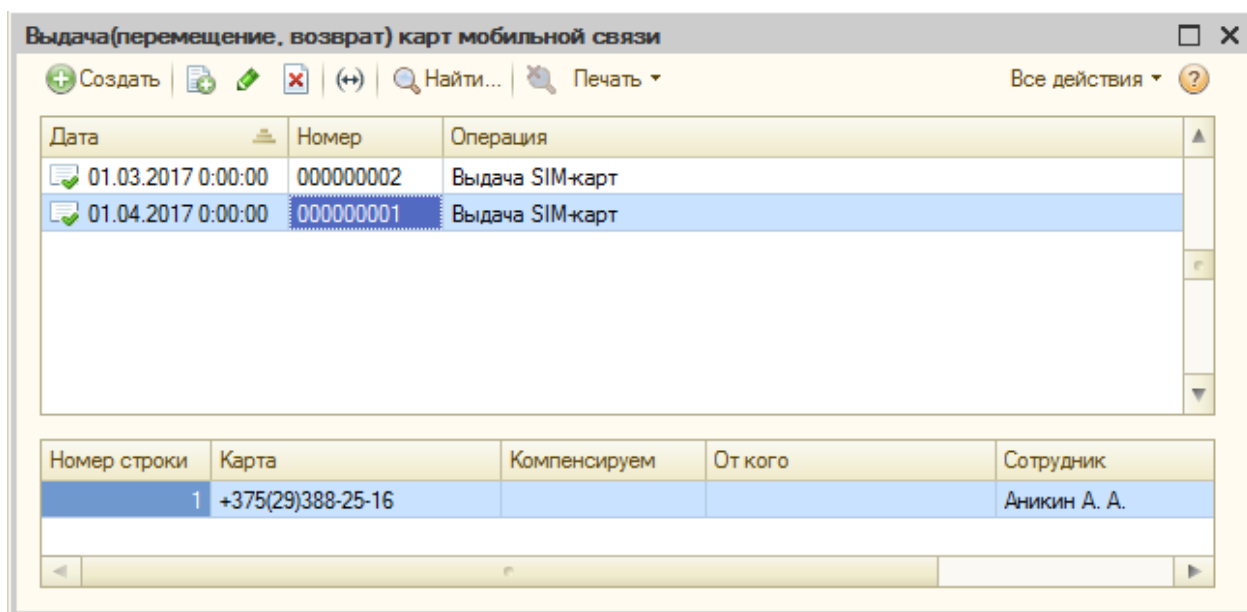 Выдача(перемещение, возврат) карт мобильной связи
Создать Найти... Печать Все действия ?
Дата Номер Операция
01.03.2017 0:00:00 000000002 Выдача SIM-карт
01.04.2017 0:00:00 000000001 Выдача SIM-карт
Номер строки Карта Компенсируем От кого Сотрудник
1 +375(29)388-25-16 Аникин А. А.